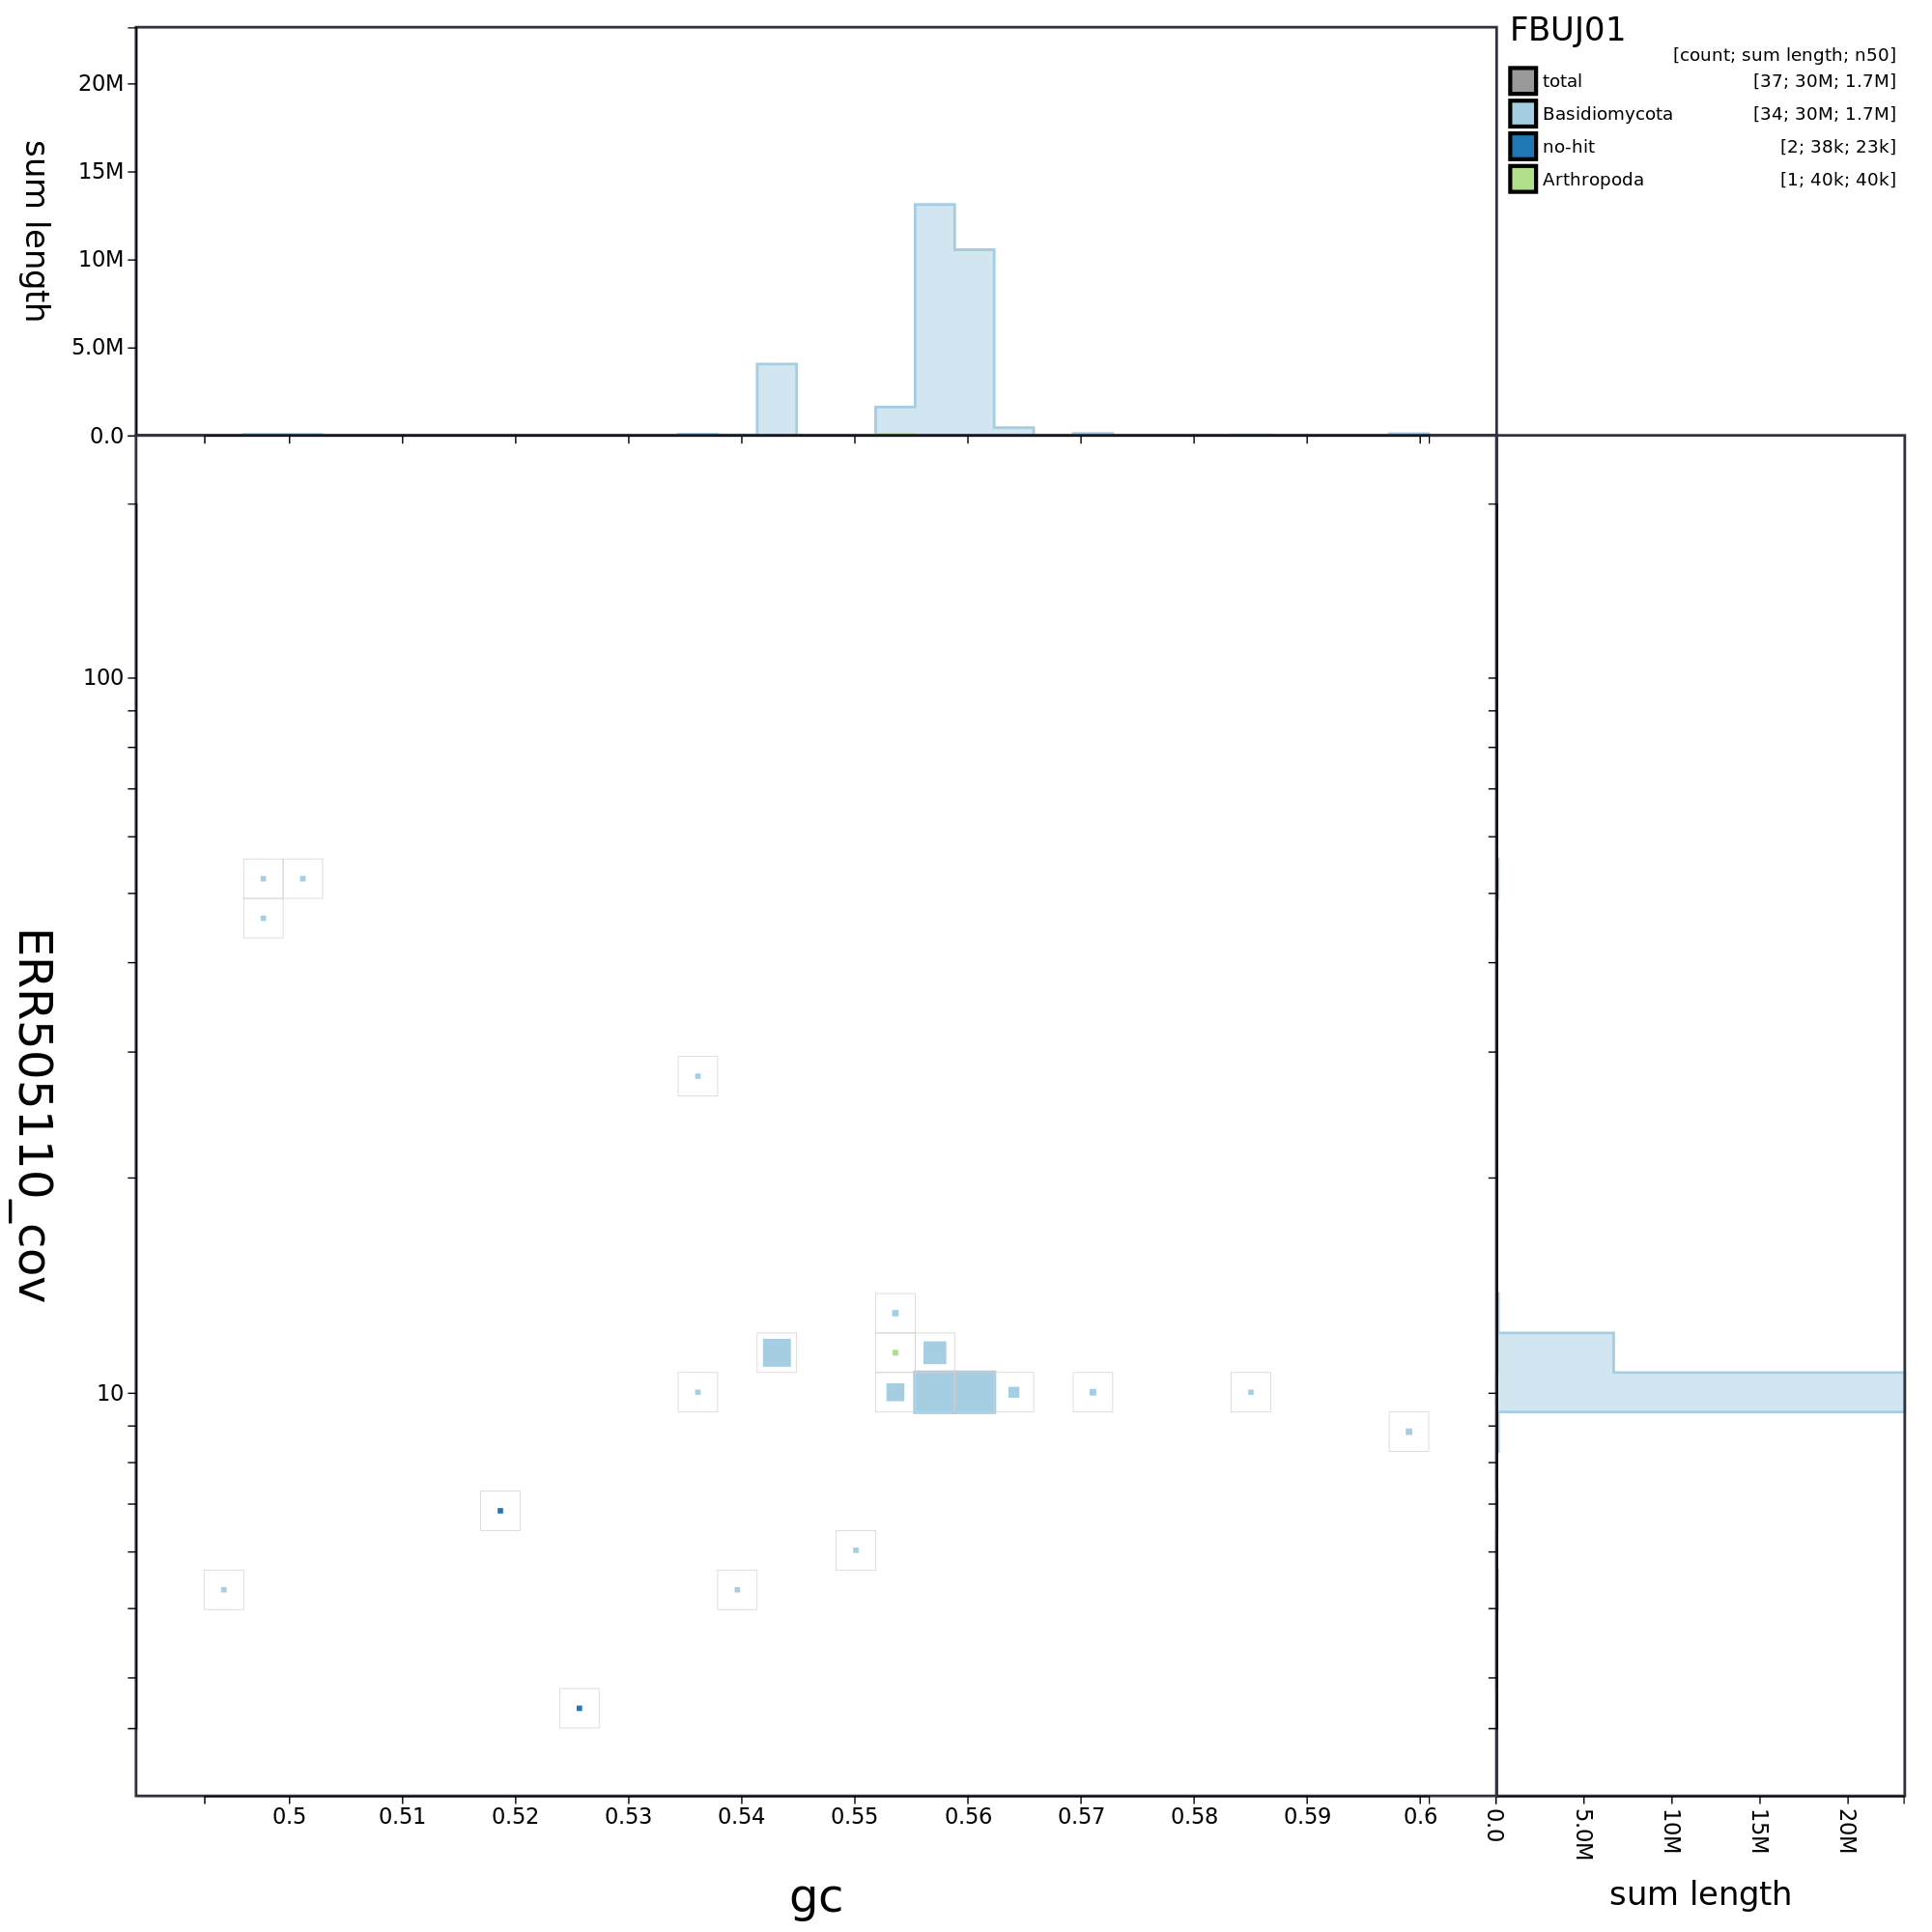 FBUJ01
[count; sum length; n50]
total [37; 30M; 1.7M]
Basidiomycota [34; 30M; 1.7M]
no-hit [2; 38k; 23k]
Arthropoda [1; 40k; 40k]
sum length
20M
15M
10M
5.0M
0.0
ERR505110_cov
100
10
0.5 0.51 0.52 0.53 0.54 0.55 0.56 0.57 0.58 0.59 0.6
gc
0.0 5.0M 10M 15M 20M
sum length